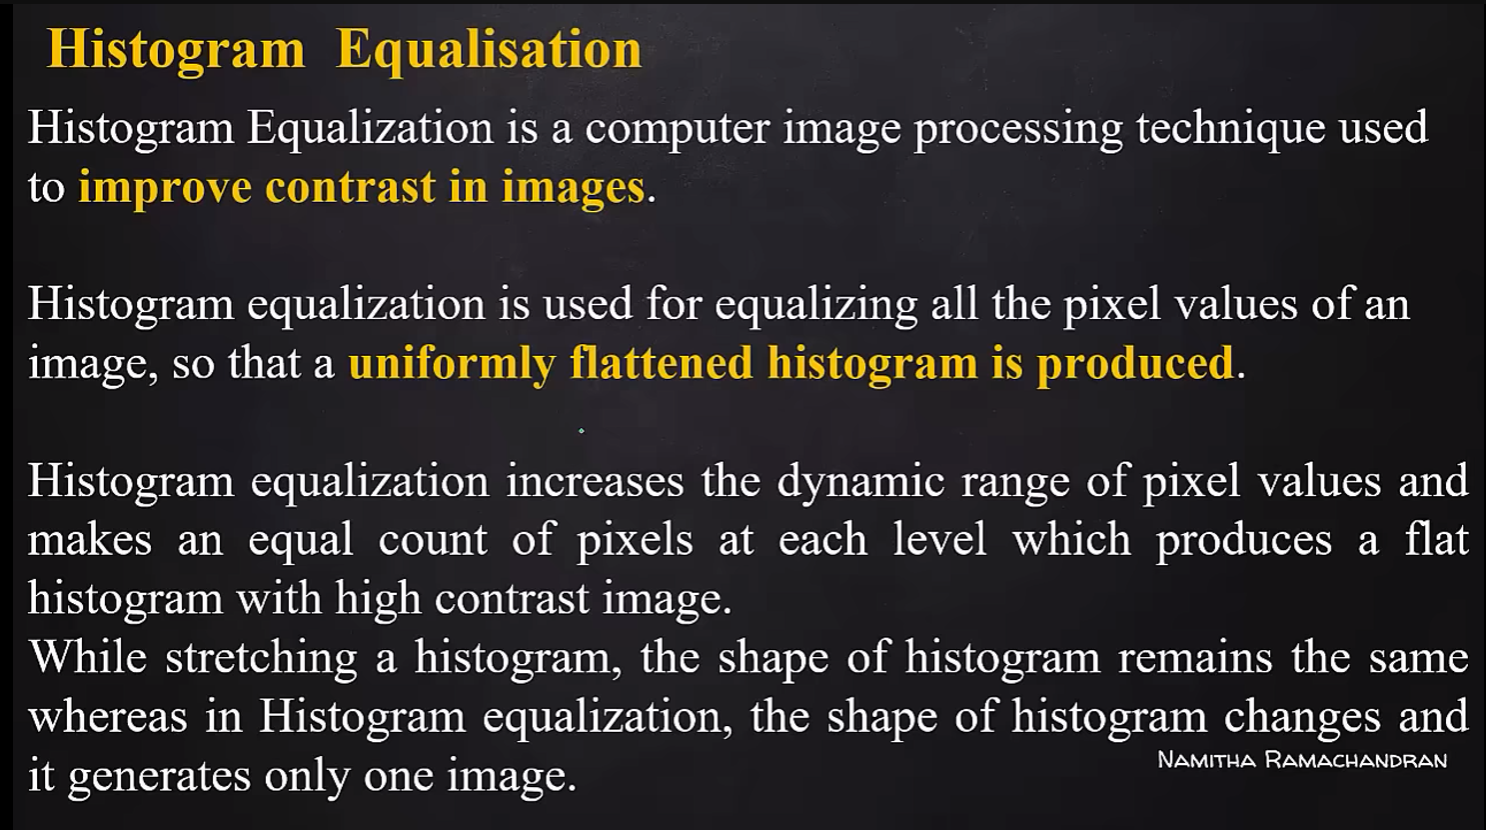 Histogram Equalisation
Histogram Equalization is a computer image processing technique used
to improve contrast in images.
Histogram equalization is used for equalizing all the pixel values of an
image, so that a uniformly flattened histogram is produced.
Histogram equalization increases the dynamic range of pixel values and
makes an equal count of pixels at each level which produces a flat
histogram with high contrast image.
While stretching a histogram, the shape of histogram remains the same
whereas in Histogram equalization, the shape of histogram changes and
it generates only one image.
Namitha Ramachandran